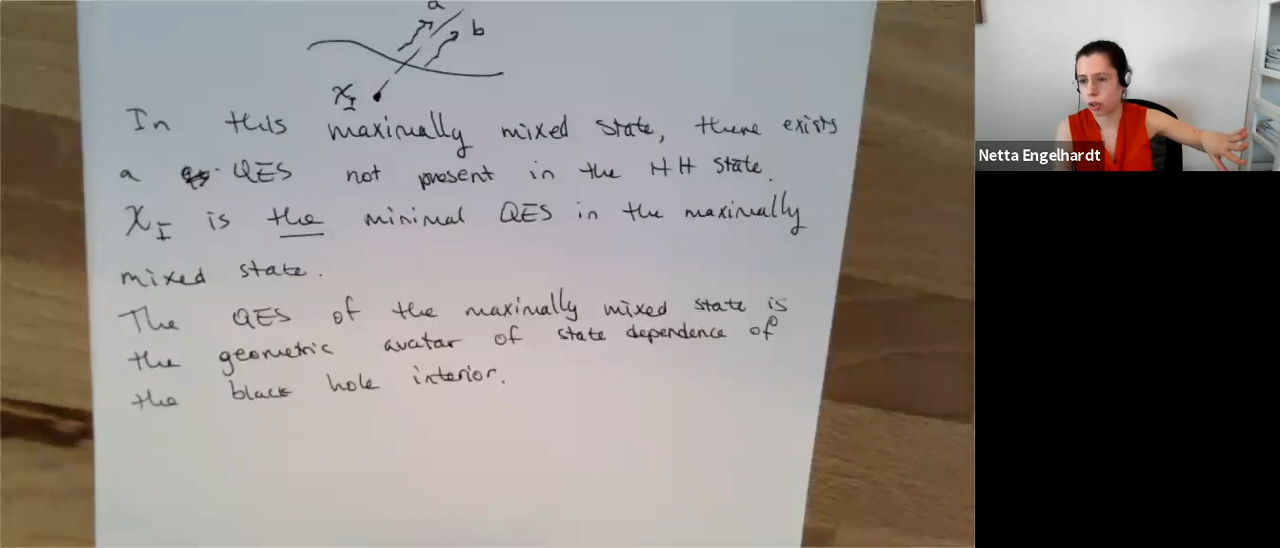 a
b
χ_I
In this maximally mixed state, there exists
a QES not present in the HH state.
χ_I is the minimal QES in the maximally
mixed state.
The QES of the maximally mixed state is
the geometric avatar of state dependence of
the black hole interior.
Netta Engelhardt